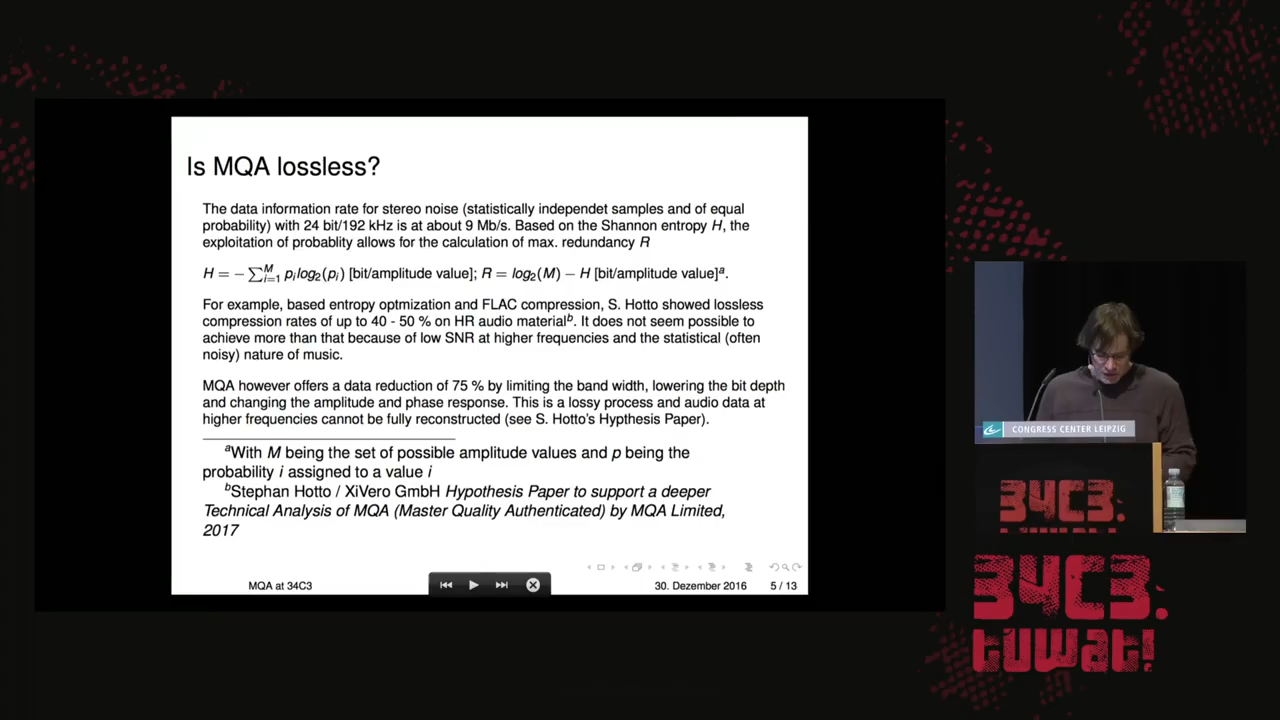 Is MQA lossless?
The data information rate for stereo noise (statistically independet samples and of equal
probability) with 24 bit/192 kHz is at about 9 Mb/s. Based on the Shannon entropy H, the
exploitation of probablity allows for the calculation of max. redundancy R
H = − ∑ᴹᵢ₌₁ pᵢlog₂(pᵢ) [bit/amplitude value]; R = log₂(M) − H [bit/amplitude value]ᵃ.
For example, based entropy optmization and FLAC compression, S. Hotto showed lossless
compression rates of up to 40 - 50 % on HR audio materialᵇ. It does not seem possible to
achieve more than that because of low SNR at higher frequencies and the statistical (often
noisy) nature of music.
MQA however offers a data reduction of 75 % by limiting the band width, lowering the bit depth
and changing the amplitude and phase response. This is a lossy process and audio data at
higher frequencies cannot be fully reconstructed (see S. Hotto's Hypthesis Paper).
ᵃWith M being the set of possible amplitude values and p being the
probability i assigned to a value i
ᵇStephan Hotto / XiVero GmbH Hypothesis Paper to support a deeper
Technical Analysis of MQA (Master Quality Authenticated) by MQA Limited,
2017
MQA at 34C3
30. Dezember 2016
5 / 13
CONGRESS CENTER LEIPZIG
34C3.
tuwat
34C3.
tuwat!